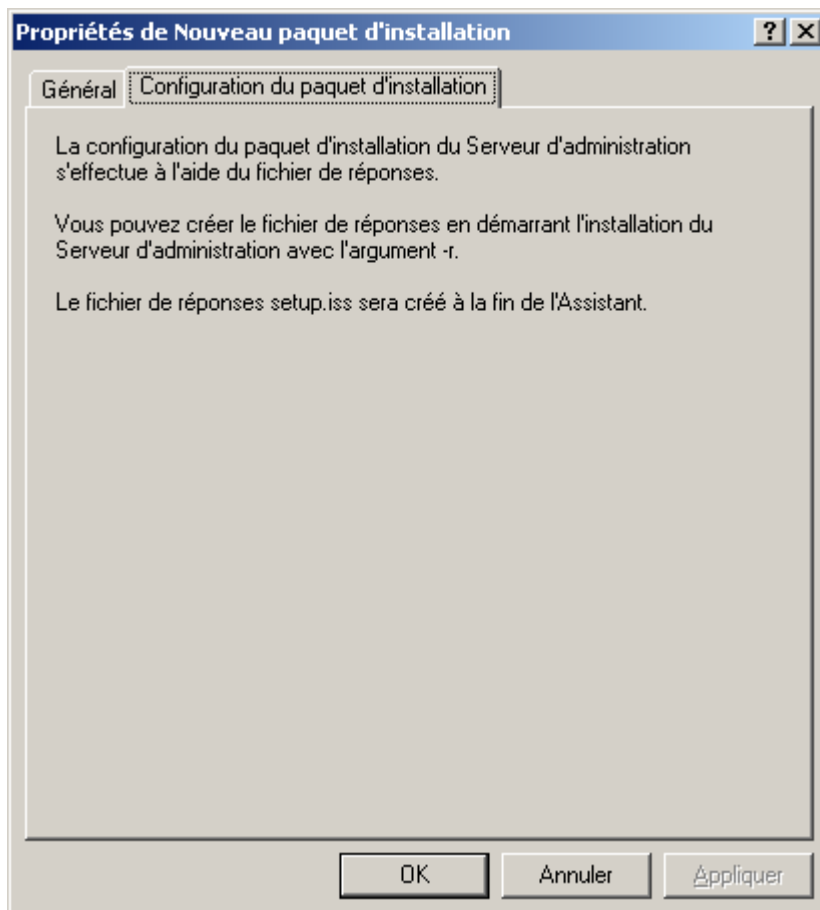 Propriétés de Nouveau paquet d'installation
Général
Configuration du paquet d'installation
La configuration du paquet d'installation du Serveur d'administration
s'effectue à l'aide du fichier de réponses.
Vous pouvez créer le fichier de réponses en démarrant l'installation du
Serveur d'administration avec l'argument -r.
Le fichier de réponses setup.iss sera créé à la fin de l'Assistant.
OK
Annuler
Appliquer